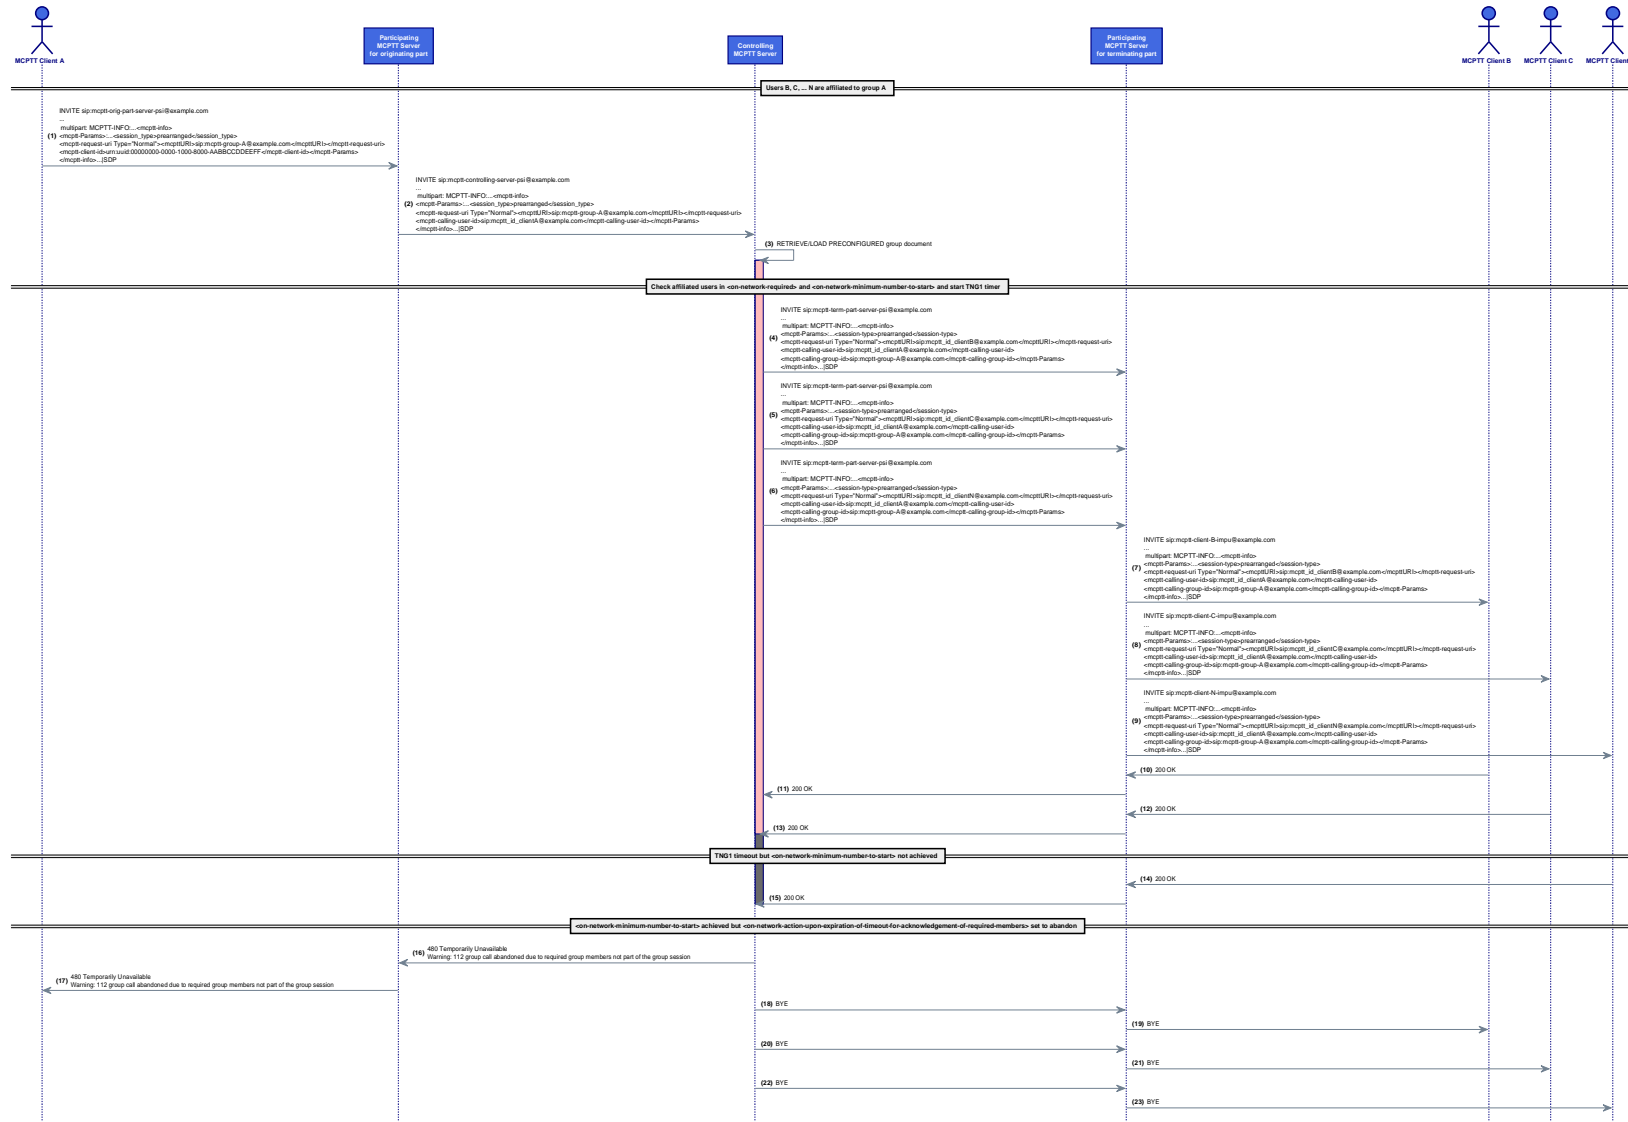 MCPTT Client A
Participating
MCPTT Server
for originating part
Controlling
MCPTT Server
Participating
MCPTT Server
for terminating part
MCPTT Client B
MCPTT Client C
MCPTT Client
Users B, C, ... N are affiliated to group A
INVITE sip:mcptt-orig-part-server-psi@example.com
...
multipart: MCPTT-INFO:...<mcptt-info>
(1) <mcptt-Params>:...<session_type>prearranged</session_type>
<mcptt-request-uri Type="Normal"><mcpttURI>sip:mcptt-group-A@example.com</mcpttURI></mcptt-request-uri>
<mcptt-client-id>urn:uuid:00000000-0000-1000-8000-AABBCCDDEEFF</mcptt-client-id></mcptt-Params>
</mcptt-info>...|SDP
INVITE sip:mcptt-controlling-server-psi@example.com
...
multipart: MCPTT-INFO:...<mcptt-info>
(2) <mcptt-Params>:...<session_type>prearranged</session_type>
<mcptt-request-uri Type="Normal"><mcpttURI>sip:mcptt-group-A@example.com</mcpttURI></mcptt-request-uri>
<mcptt-calling-user-id>sip:mcptt_id_clientA@example.com</mcptt-calling-user-id></mcptt-Params>
</mcptt-info>...|SDP
(3) RETRIEVE/LOAD PRECONFIGURED group document
Check affiliated users in <on-network-required> and <on-network-minimum-number-to-start> and start TNG1 timer
INVITE sip:mcptt-term-part-server-psi@example.com
...
multipart: MCPTT-INFO:...<mcptt-info>
(4) <mcptt-Params>:...<session-type>prearranged</session-type>
<mcptt-request-uri Type="Normal"><mcpttURI>sip:mcptt_id_clientB@example.com</mcpttURI></mcptt-request-uri>
<mcptt-calling-user-id>sip:mcptt_id_clientA@example.com</mcptt-calling-user-id>
<mcptt-calling-group-id>sip:mcptt-group-A@example.com</mcptt-calling-group-id></mcptt-Params>
</mcptt-info>...|SDP
INVITE sip:mcptt-term-part-server-psi@example.com
...
multipart: MCPTT-INFO:...<mcptt-info>
(5) <mcptt-Params>:...<session-type>prearranged</session-type>
<mcptt-request-uri Type="Normal"><mcpttURI>sip:mcptt_id_clientC@example.com</mcpttURI></mcptt-request-uri>
<mcptt-calling-user-id>sip:mcptt_id_clientA@example.com</mcptt-calling-user-id>
<mcptt-calling-group-id>sip:mcptt-group-A@example.com</mcptt-calling-group-id></mcptt-Params>
</mcptt-info>...|SDP
INVITE sip:mcptt-term-part-server-psi@example.com
...
multipart: MCPTT-INFO:...<mcptt-info>
(6) <mcptt-Params>:...<session-type>prearranged</session-type>
<mcptt-request-uri Type="Normal"><mcpttURI>sip:mcptt_id_clientN@example.com</mcpttURI></mcptt-request-uri>
<mcptt-calling-user-id>sip:mcptt_id_clientA@example.com</mcptt-calling-user-id>
<mcptt-calling-group-id>sip:mcptt-group-A@example.com</mcptt-calling-group-id></mcptt-Params>
</mcptt-info>...|SDP
INVITE sip:mcptt-client-B-impu@example.com
...
multipart: MCPTT-INFO:...<mcptt-info>
(7) <mcptt-Params>:...<session-type>prearranged</session-type>
<mcptt-request-uri Type="Normal"><mcpttURI>sip:mcptt_id_clientB@example.com</mcpttURI></mcptt-request-uri>
<mcptt-calling-user-id>sip:mcptt_id_clientA@example.com</mcptt-calling-user-id>
<mcptt-calling-group-id>sip:mcptt-group-A@example.com</mcptt-calling-group-id></mcptt-Params>
</mcptt-info>...|SDP
INVITE sip:mcptt-client-C-impu@example.com
...
multipart: MCPTT-INFO:...<mcptt-info>
(8) <mcptt-Params>:...<session-type>prearranged</session-type>
<mcptt-request-uri Type="Normal"><mcpttURI>sip:mcptt_id_clientC@example.com</mcpttURI></mcptt-request-uri>
<mcptt-calling-user-id>sip:mcptt_id_clientA@example.com</mcptt-calling-user-id>
<mcptt-calling-group-id>sip:mcptt-group-A@example.com</mcptt-calling-group-id></mcptt-Params>
</mcptt-info>...|SDP
INVITE sip:mcptt-client-N-impu@example.com
...
multipart: MCPTT-INFO:...<mcptt-info>
(9) <mcptt-Params>:...<session-type>prearranged</session-type>
<mcptt-request-uri Type="Normal"><mcpttURI>sip:mcptt_id_clientN@example.com</mcpttURI></mcptt-request-uri>
<mcptt-calling-user-id>sip:mcptt_id_clientA@example.com</mcptt-calling-user-id>
<mcptt-calling-group-id>sip:mcptt-group-A@example.com</mcptt-calling-group-id></mcptt-Params>
</mcptt-info>...|SDP
(10) 200 OK
(11) 200 OK
(12) 200 OK
(13) 200 OK
TNG1 timeout but <on-network-minimum-number-to-start> not achieved
(14) 200 OK
(15) 200 OK
<on-network-minimum-number-to-start> achieved but <on-network-action-upon-expiration-of-timeout-for-acknowledgement-of-required-members> set to abandon
(16) 480 Temporarily Unavailable
Warning: 112 group call abandoned due to required group members not part of the group session
(17) 480 Temporarily Unavailable
Warning: 112 group call abandoned due to required group members not part of the group session
(18) BYE
(19) BYE
(20) BYE
(21) BYE
(22) BYE
(23) BYE